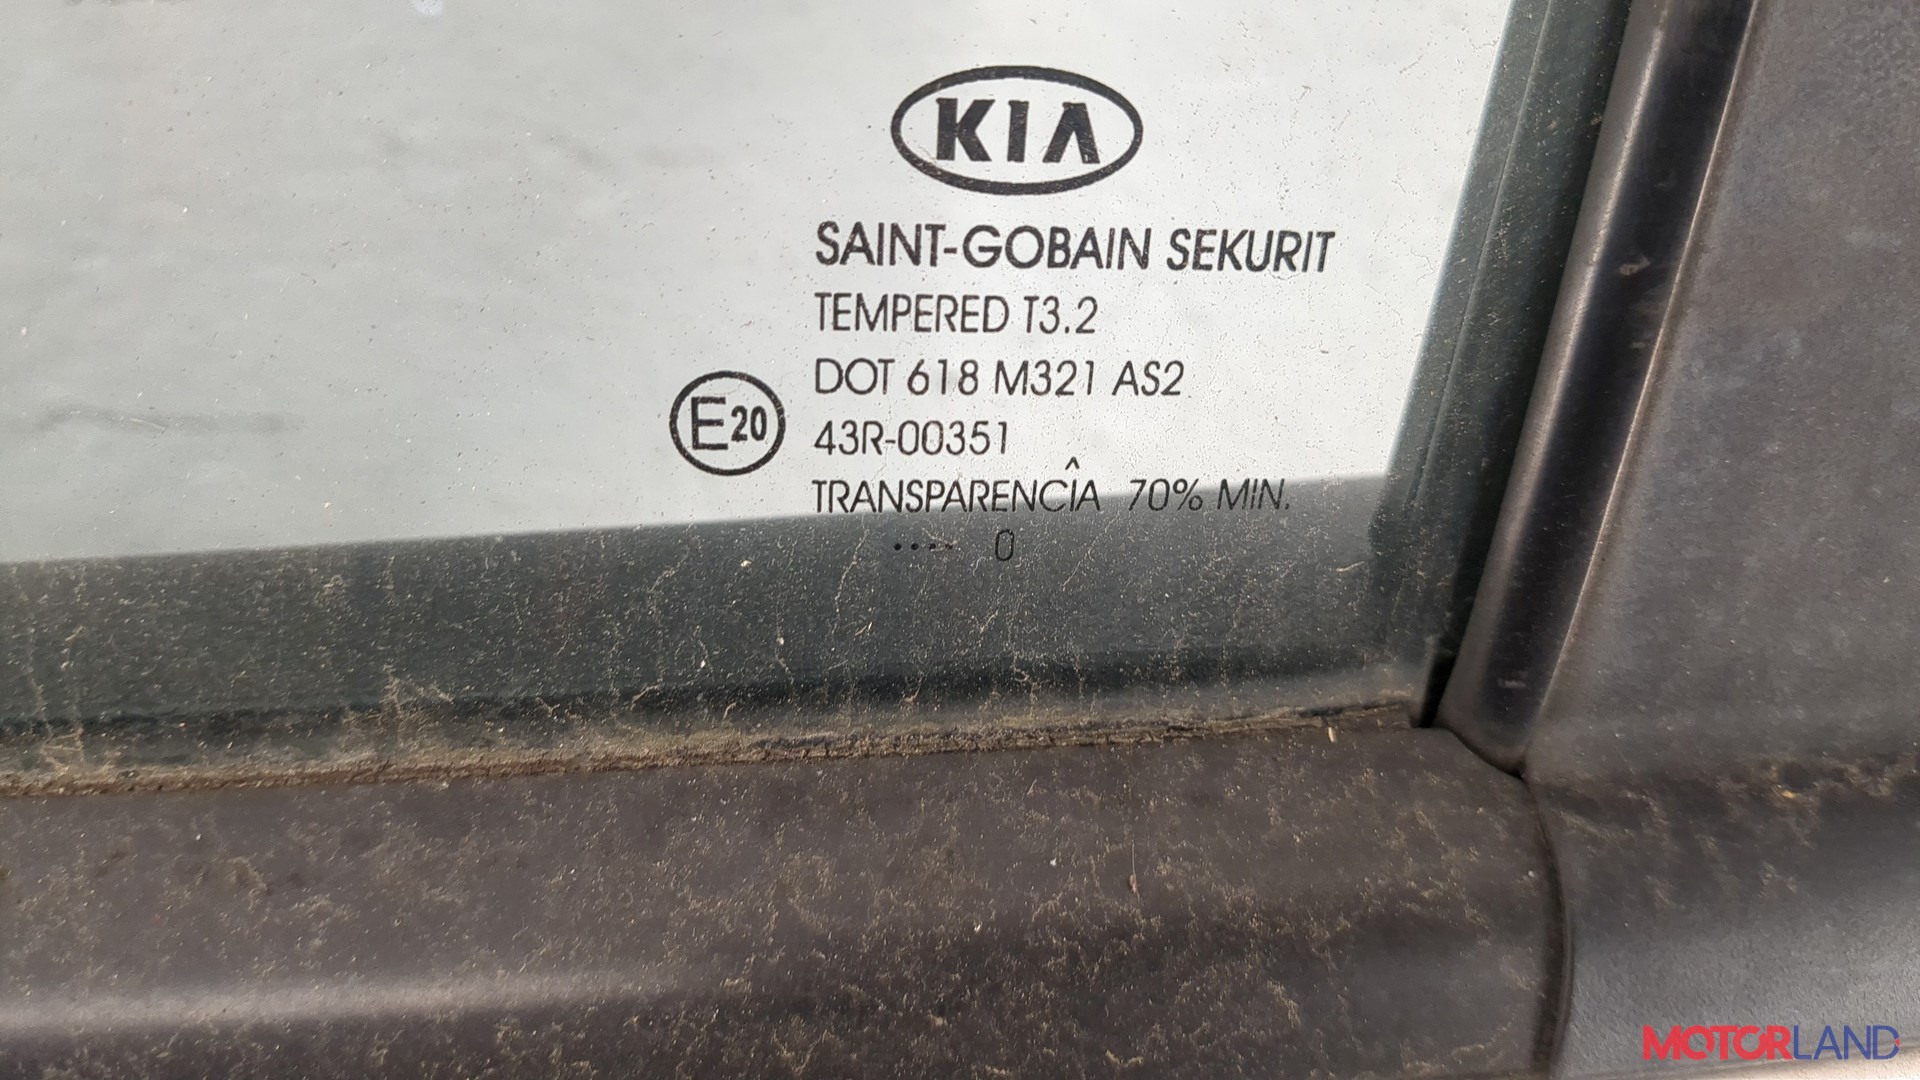 KIA
SAINT-GOBAIN SEKURIT
TEMPERED T3.2
DOT 618 M321 AS2
E20 43R-00351
TRANSPARENCÎA 70% MIN.
.... 0
MOTORLAND